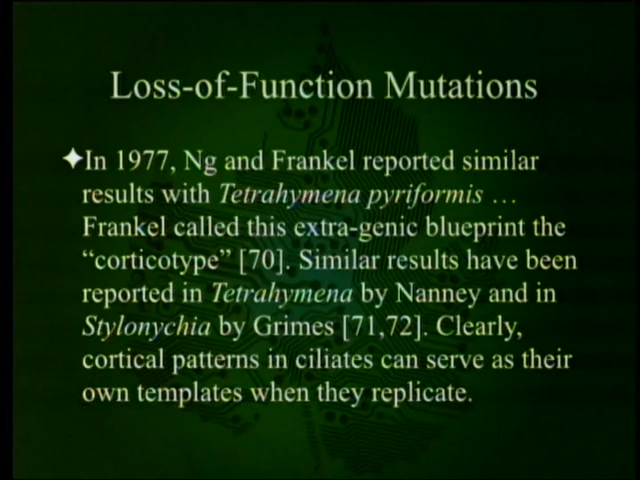 Loss-of-Function Mutations
✦In 1977, Ng and Frankel reported similar
results with Tetrahymena pyriformis …
Frankel called this extra-genic blueprint the
“corticotype” [70]. Similar results have been
reported in Tetrahymena by Nanney and in
Stylonychia by Grimes [71,72]. Clearly,
cortical patterns in ciliates can serve as their
own templates when they replicate.